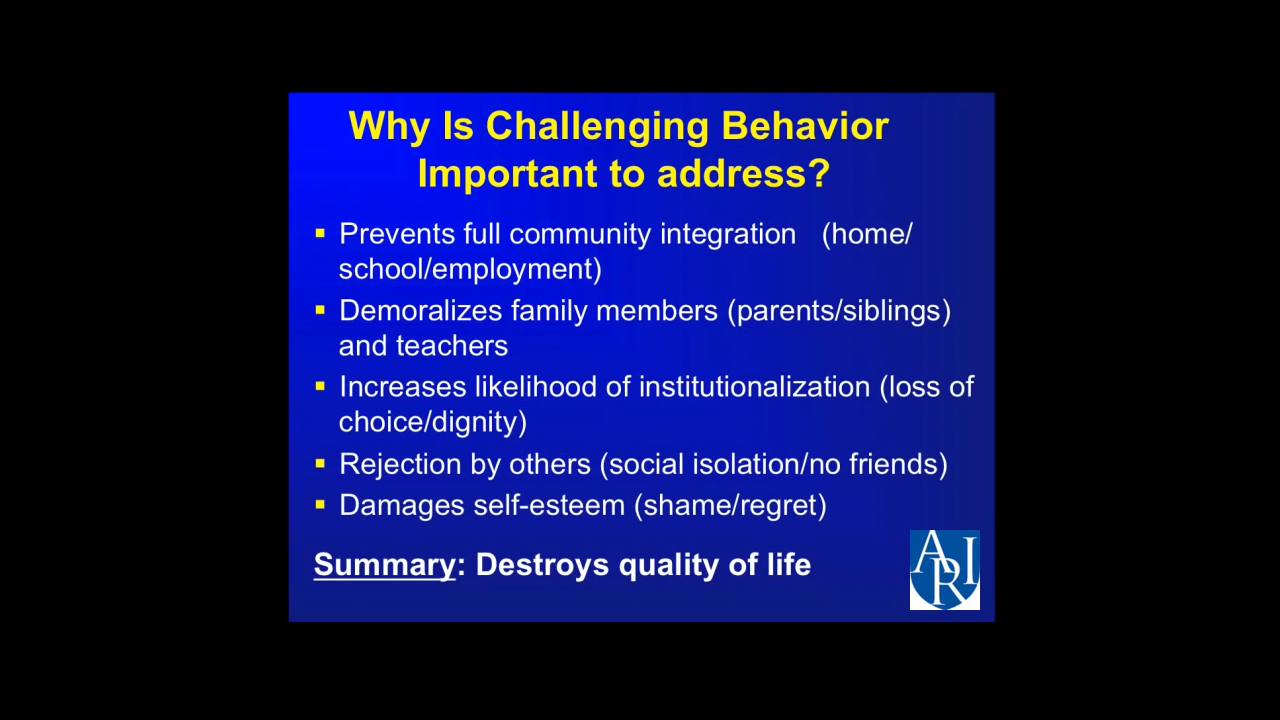 Why Is Challenging Behavior
Important to address?
▪ Prevents full community integration (home/
school/employment)
▪ Demoralizes family members (parents/siblings)
and teachers
▪ Increases likelihood of institutionalization (loss of
choice/dignity)
▪ Rejection by others (social isolation/no friends)
▪ Damages self-esteem (shame/regret)
Summary: Destroys quality of life
ARI